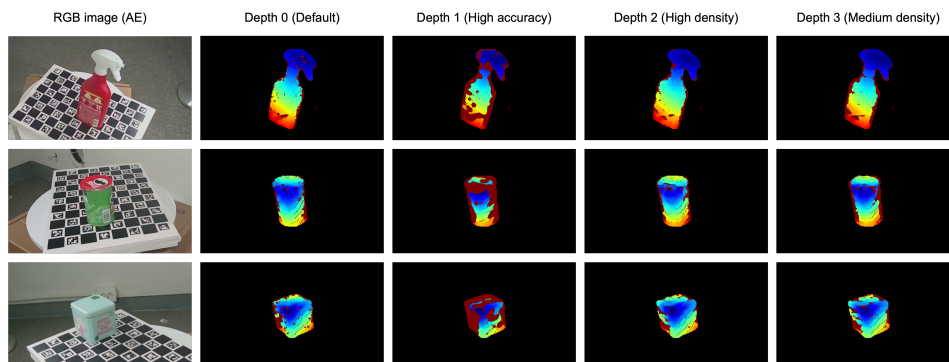 RGB image (AE)
Depth 0 (Default)
Depth 1 (High accuracy)
Depth 2 (High density)
Depth 3 (Medium density)